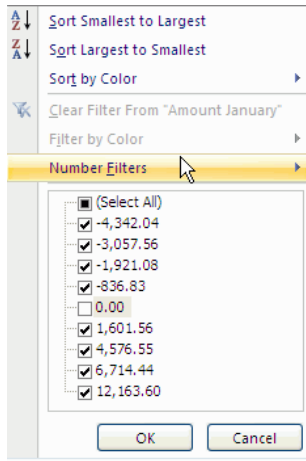 Sort Smallest to Largest
Sort Largest to Smallest
Sort by Color
Clear Filter From "Amount January"
Filter by Color
Number Filters
(Select All)
-4,342.04
-3,057.56
-1,921.08
-836.83
0.00
1,601.56
4,576.55
6,714.44
12,163.60
OK Cancel